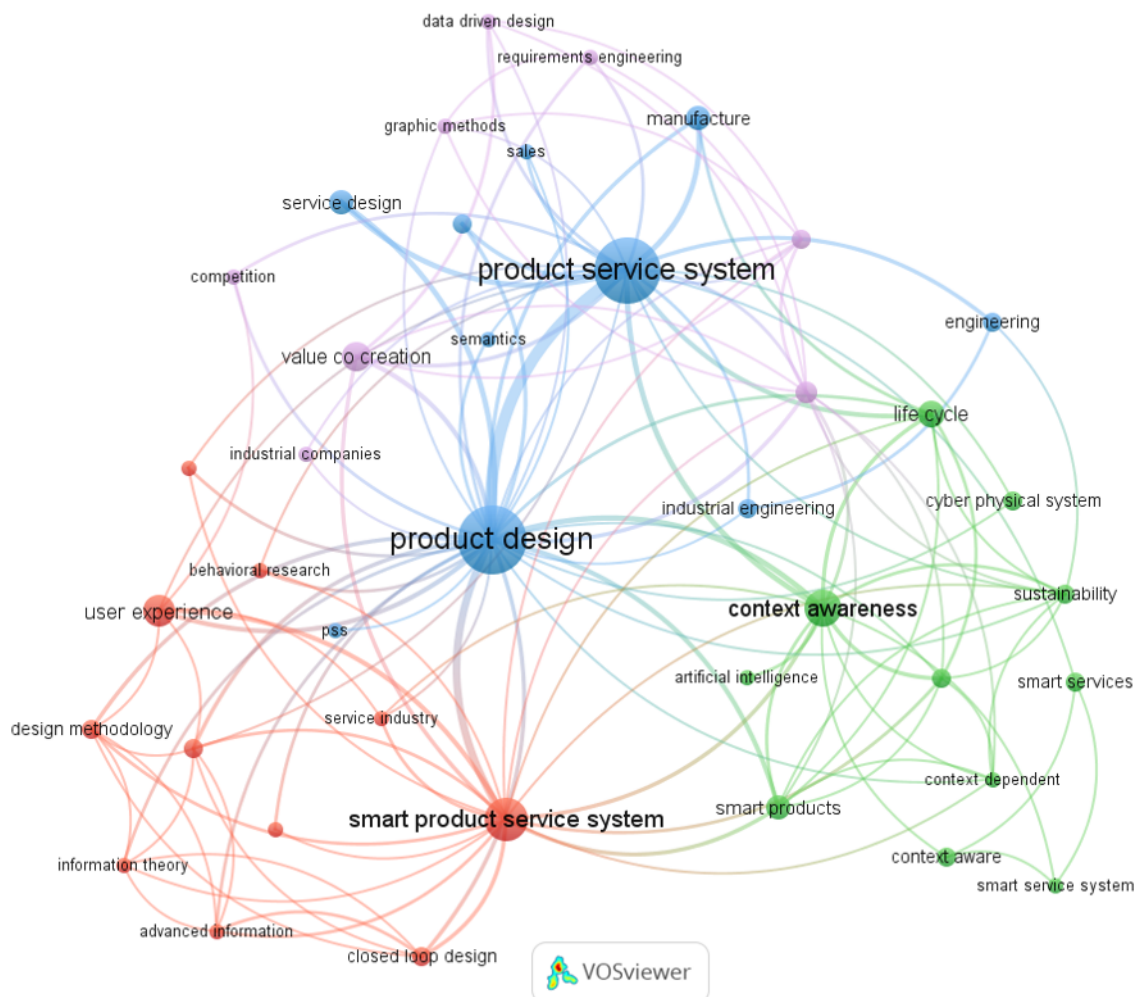 data driven design
requirements engineering
manufacture
graphic methods
sales
service design
product service system
competition
engineering
semantics
value co creation
life cycle
industrial companies
cyber physical system
industrial engineering
product design
behavioral research
sustainability
user experience
context awareness
pss
artificial intelligence
smart services
service industry
design methodology
context dependent
smart products
smart product service system
context aware
information theory
smart service system
advanced information
closed loop design
VOSviewer